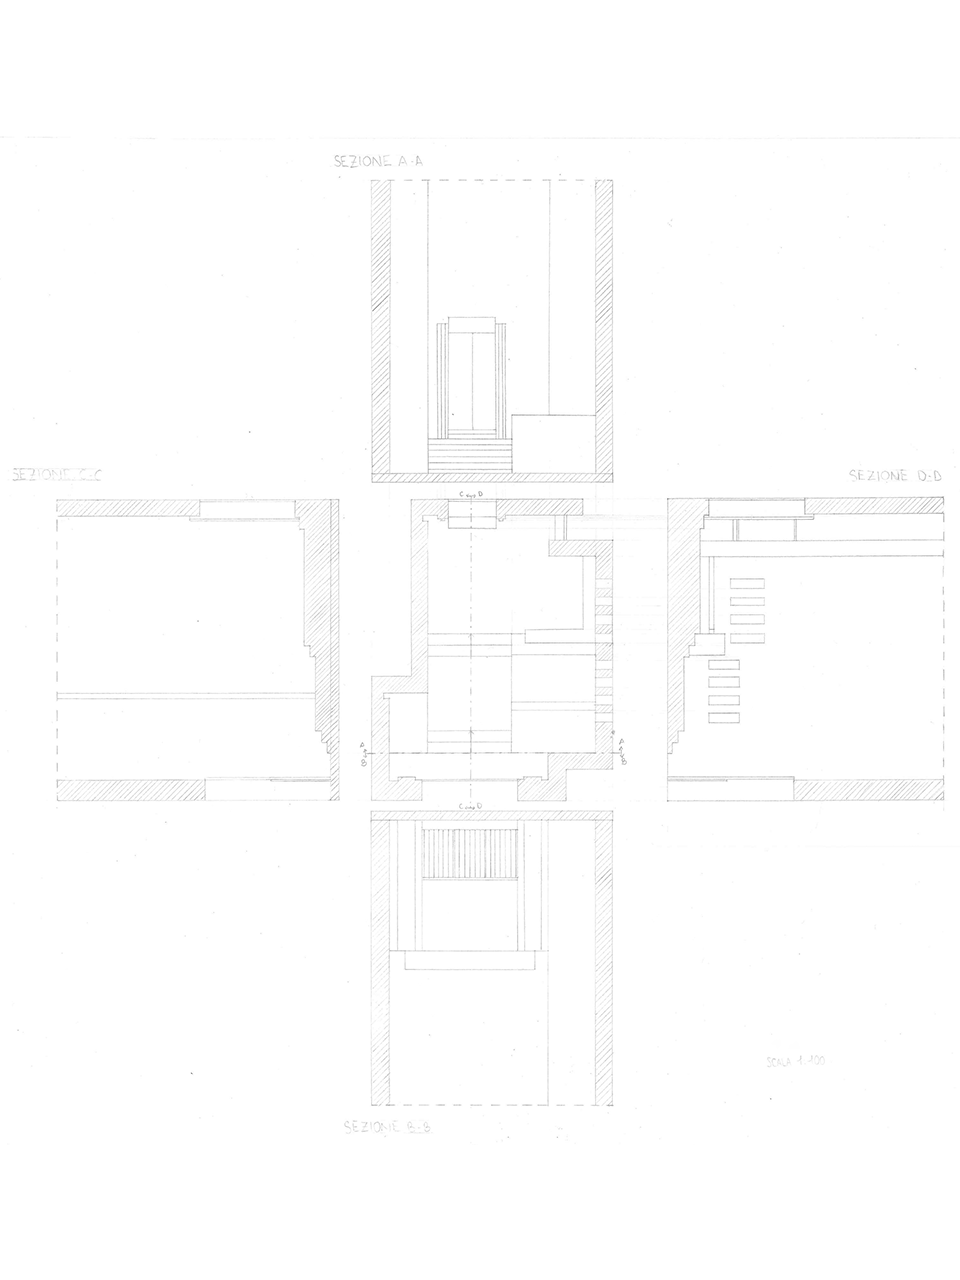 SEZIONE A-A
SEZIONE C-C
SEZIONE D-D
C D
A
B
A
B
C D
SCALA 1:100
SEZIONE B-B